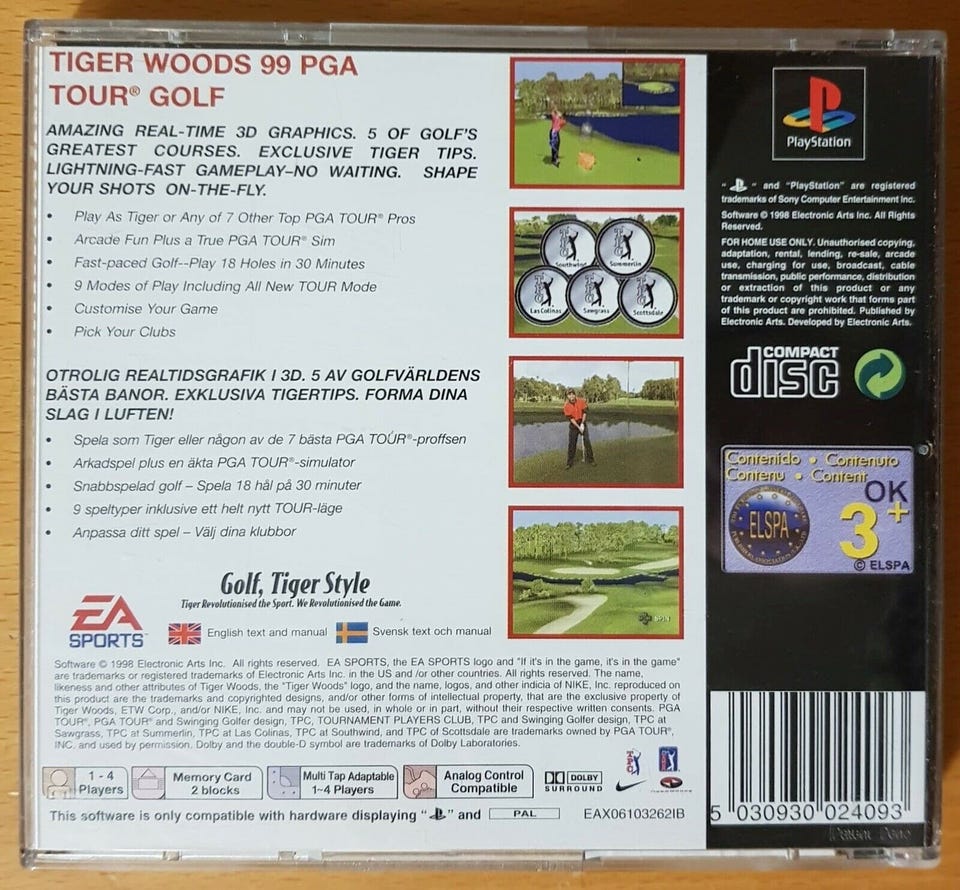 TIGER WOODS 99 PGA
TOUR® GOLF
AMAZING REAL-TIME 3D GRAPHICS. 5 OF GOLF'S
GREATEST COURSES. EXCLUSIVE TIGER TIPS.
LIGHTNING-FAST GAMEPLAY–NO WAITING. SHAPE
YOUR SHOTS ON-THE-FLY.
• Play As Tiger or Any of 7 Other Top PGA TOUR® Pros
• Arcade Fun Plus a True PGA TOUR® Sim
• Fast-paced Golf--Play 18 Holes in 30 Minutes
• 9 Modes of Play Including All New TOUR Mode
• Customise Your Game
• Pick Your Clubs
OTROLIG REALTIDSGRAFIK I 3D. 5 AV GOLFVÄRLDENS
BÄSTA BANOR. EXKLUSIVA TIGERTIPS. FORMA DINA
SLAG I LUFTEN!
• Spela som Tiger eller någon av de 7 bästa PGA TOUR®-proffsen
• Arkadspel plus en äkta PGA TOUR®-simulator
• Snabbspelad golf – Spela 18 hål på 30 minuter
• 9 speltyper inklusive ett helt nytt TOUR-läge
• Anpassa ditt spel – Välj dina klubbor
Golf, Tiger Style
Tiger Revolutionised the Sport. We Revolutionised the Game.
EA
SPORTS™
English text and manual
Svensk text och manual
Software © 1998 Electronic Arts Inc. All rights reserved. EA SPORTS, the EA SPORTS logo and "If it's in the game, it's in the game"
are trademarks or registered trademarks of Electronic Arts Inc. in the US and /or other countries. All rights reserved. The name,
likeness and other attributes of Tiger Woods, the "Tiger Woods" logo, and the name, logos, and other indicia of NIKE, Inc. reproduced on
this product are the trademarks and copyrighted designs, and/or other forms of intellectual property, that are the exclusive property of
Tiger Woods, ETW Corp., and/or NIKE, Inc. and may not be used, in whole or in part, without their respective written consents. PGA
TOUR®, PGA TOUR® and Swinging Golfer design, TPC, TOURNAMENT PLAYERS CLUB, TPC and Swinging Golfer design, TPC at
Sawgrass, TPC at Summerlin, TPC at Las Colinas, TPC at Southwind, and TPC of Scottsdale are trademarks owned by PGA TOUR®,
INC. and used by permission. Dolby and the double-D symbol are trademarks of Dolby Laboratories.
1 - 4
Players
Memory Card
2 blocks
Multi Tap Adaptable
1~4 Players
Analog Control
Compatible
DOLBY
SURROUND
This software is only compatible with hardware displaying " " and PAL
EAX06103262IB
Southwind
Summerlin
Las Colinas
Sawgrass
Scottsdale
SPIN
PlayStation
" " and "PlayStation" are registered
trademarks of Sony Computer Entertainment Inc.
Software © 1998 Electronic Arts Inc. All Rights
Reserved.
FOR HOME USE ONLY. Unauthorised copying,
adaptation, rental, lending, re-sale, arcade
use, charging for use, broadcast, cable
transmission, public performance, distribution
or extraction of this product or any
trademark or copyright work that forms part
of this product are prohibited. Published by
Electronic Arts. Developed by Electronic Arts.
COMPACT
disc
Contenido • Contenuto
Contenu • Content
OK
ELSPA
3+
© ELSPA
5 030930 024093